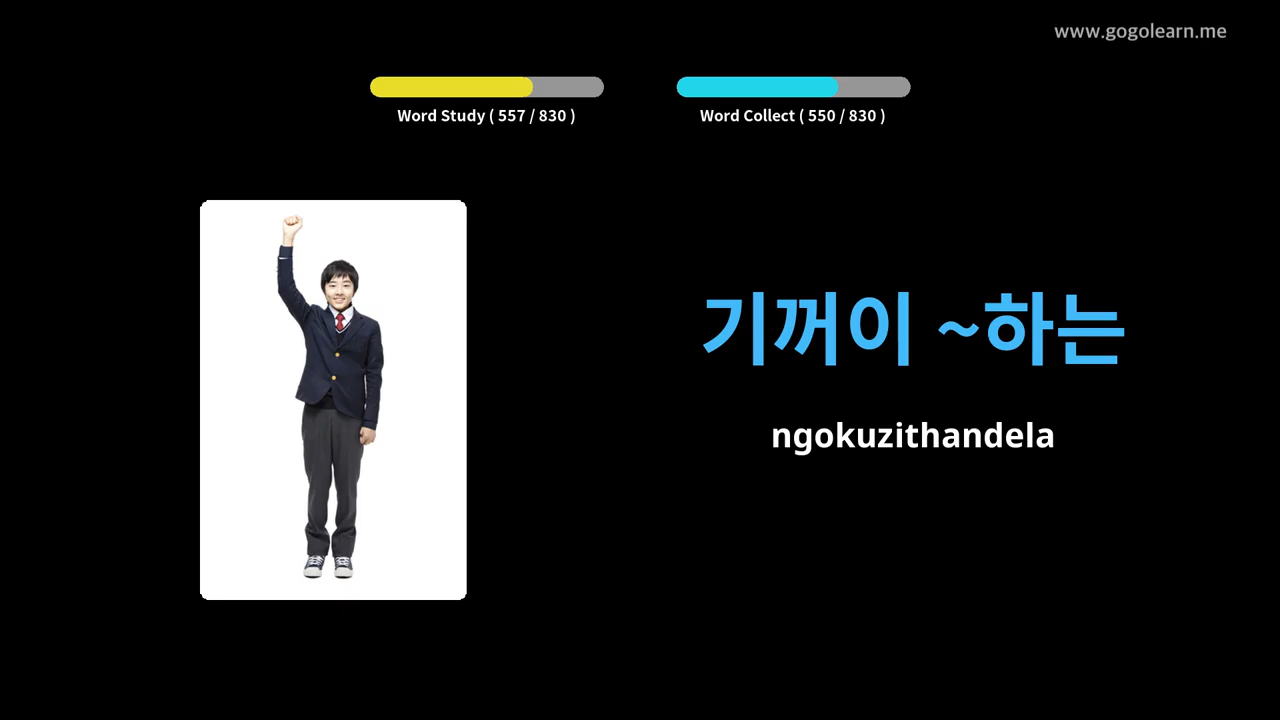 www.gogolearn.me
Word Study ( 557 / 830 )
Word Collect ( 550 / 830 )
기꺼이 ~하는
ngokuzithandela